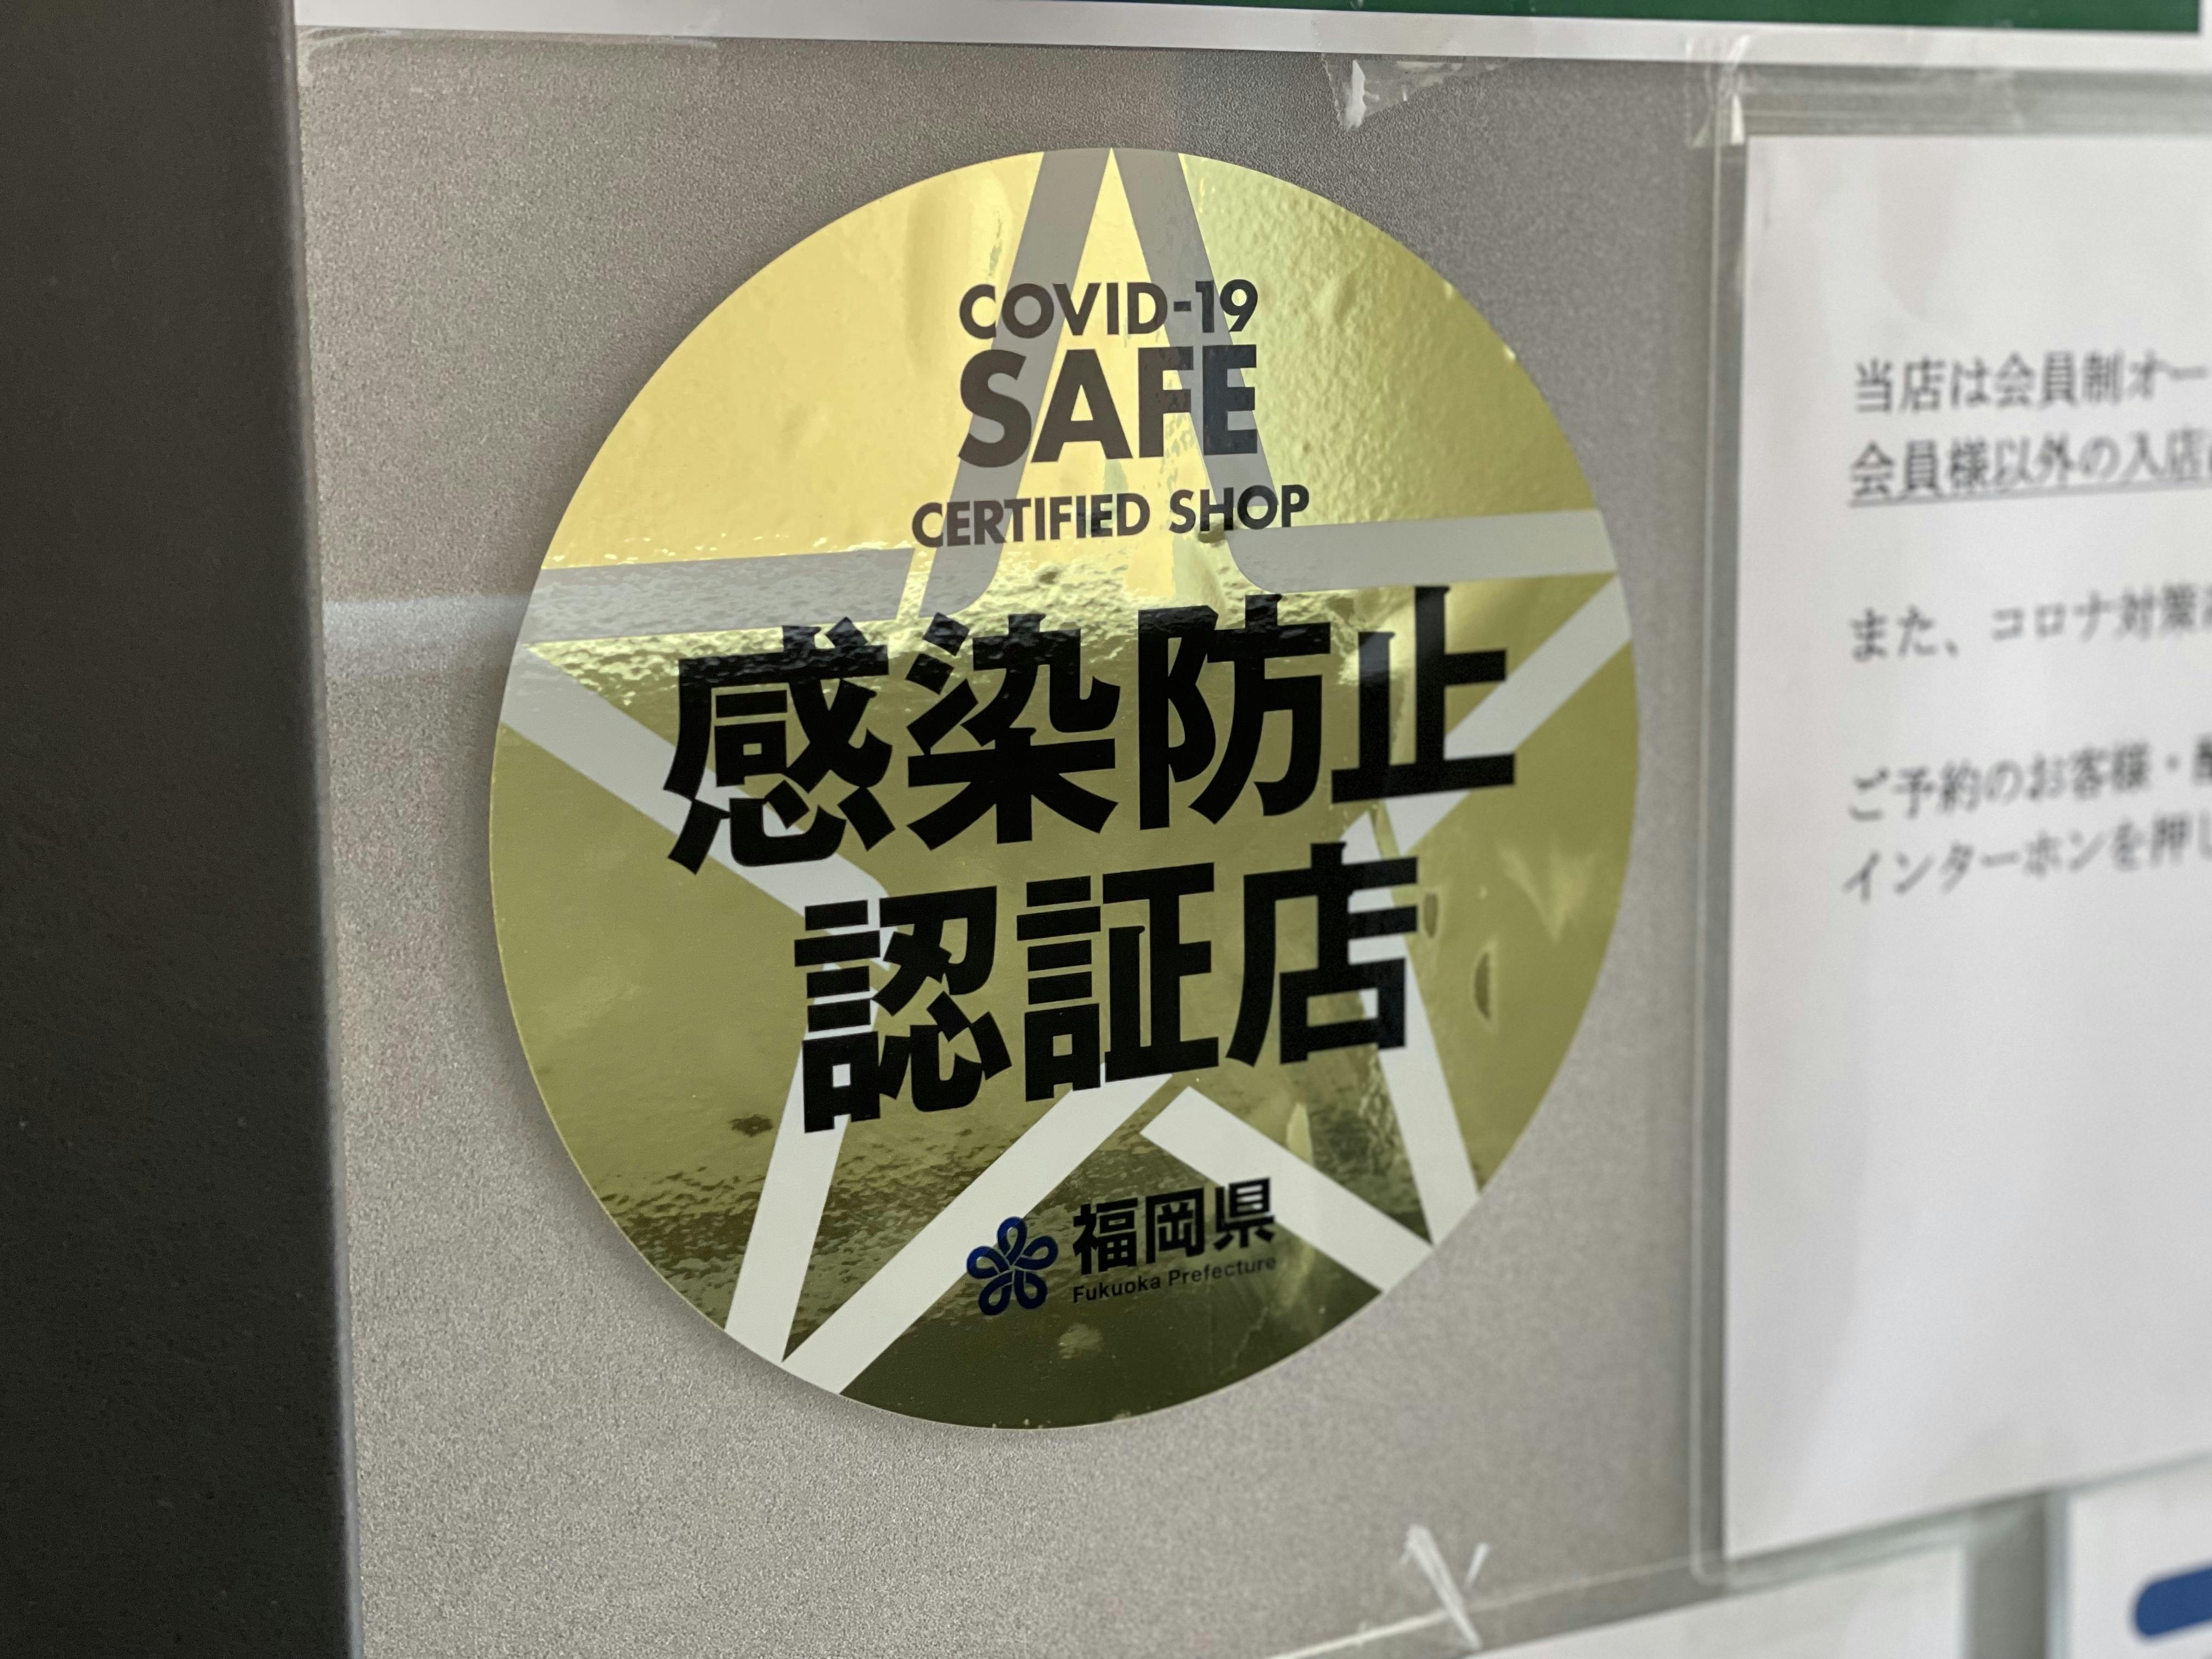 COVID-19
SAFE
CERTIFIED SHOP
感染防止
認証店
福岡県
Fukuoka Prefecture
当店は会員制オー
会員様以外の入店
また、コロナ対策
ご予約のお客様・
インターホンを押し